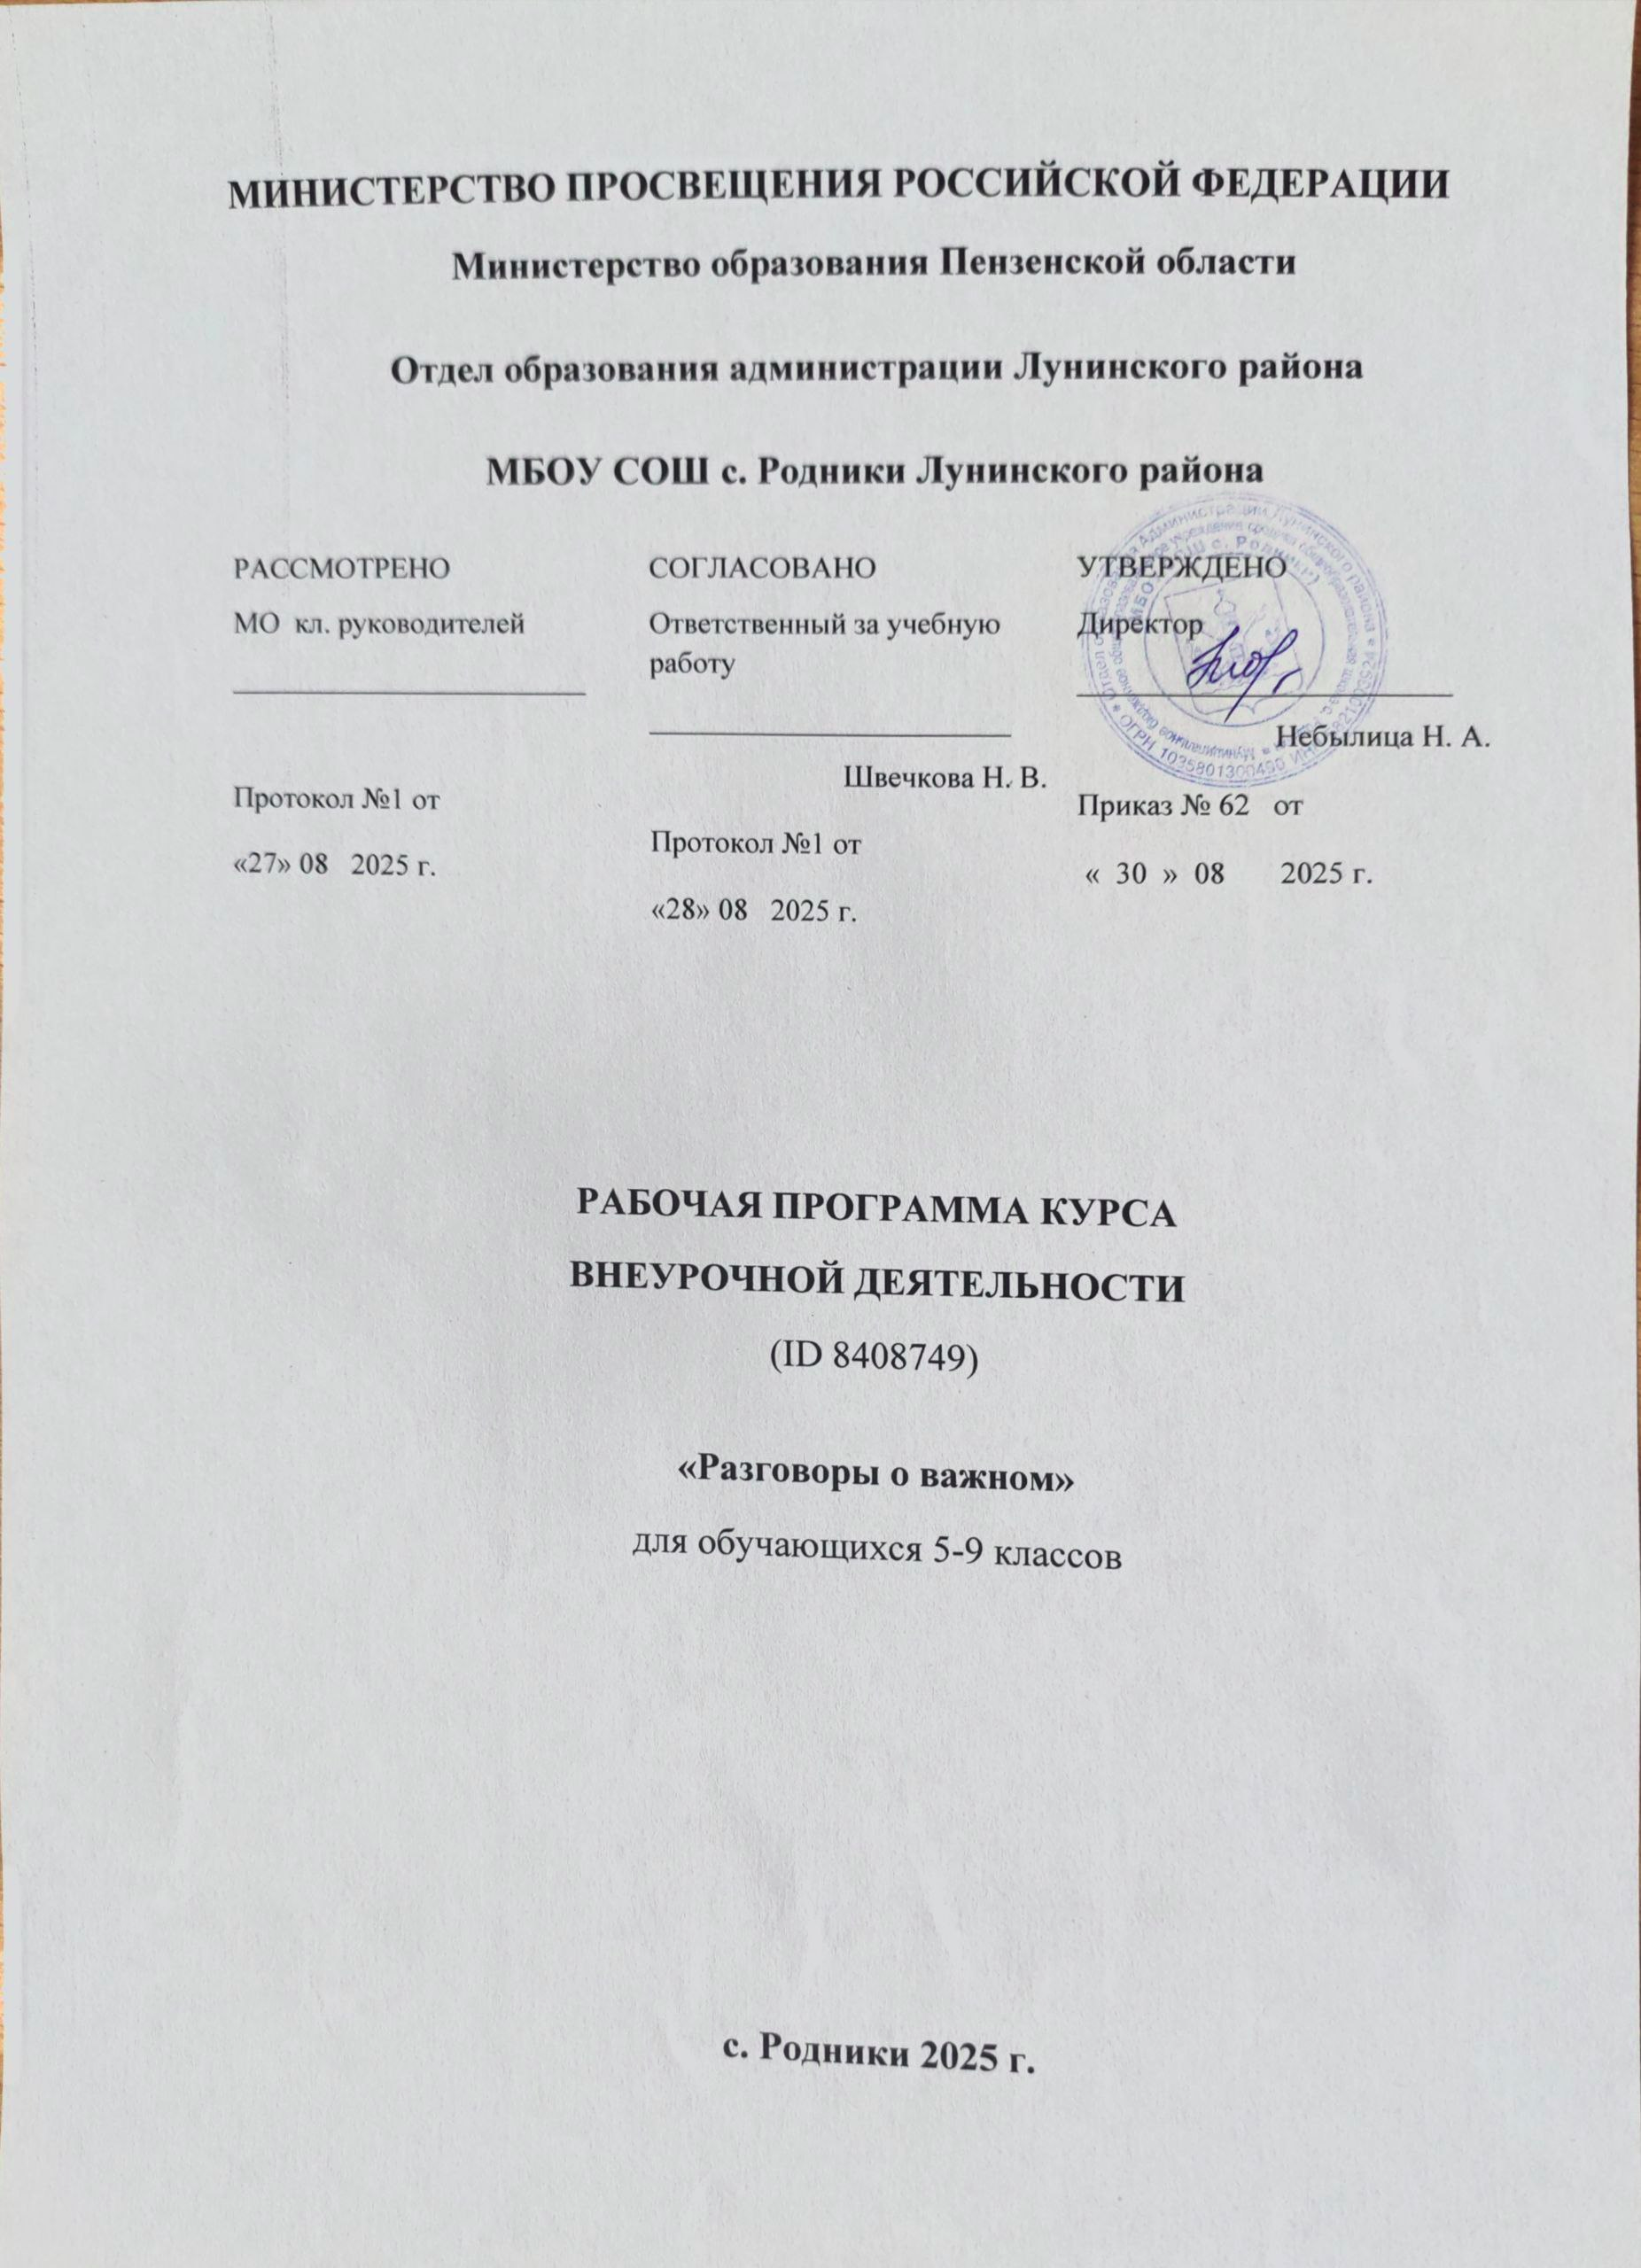 МИНИСТЕРСТВО ПРОСВЕЩЕНИЯ РОССИЙСКОЙ ФЕДЕРАЦИИ
Министерство образования Пензенской области
Отдел образования администрации Лунинского района
МБОУ СОШ с. Родники Лунинского района
РАССМОТРЕНО
МО кл. руководителей
Протокол №1 от
«27» 08 2025 г.
СОГЛАСОВАНО
Ответственный за учебную
работу
Швечкова Н. В.
Протокол №1 от
«28» 08 2025 г.
УТВЕРЖДЕНО
Директор
Небылица Н. А.
Приказ № 62 от
« 30 » 08 2025 г.
ОГРН 1035801300490
РАБОЧАЯ ПРОГРАММА КУРСА
ВНЕУРОЧНОЙ ДЕЯТЕЛЬНОСТИ
(ID 8408749)
«Разговоры о важном»
для обучающихся 5-9 классов
с. Родники 2025 г.